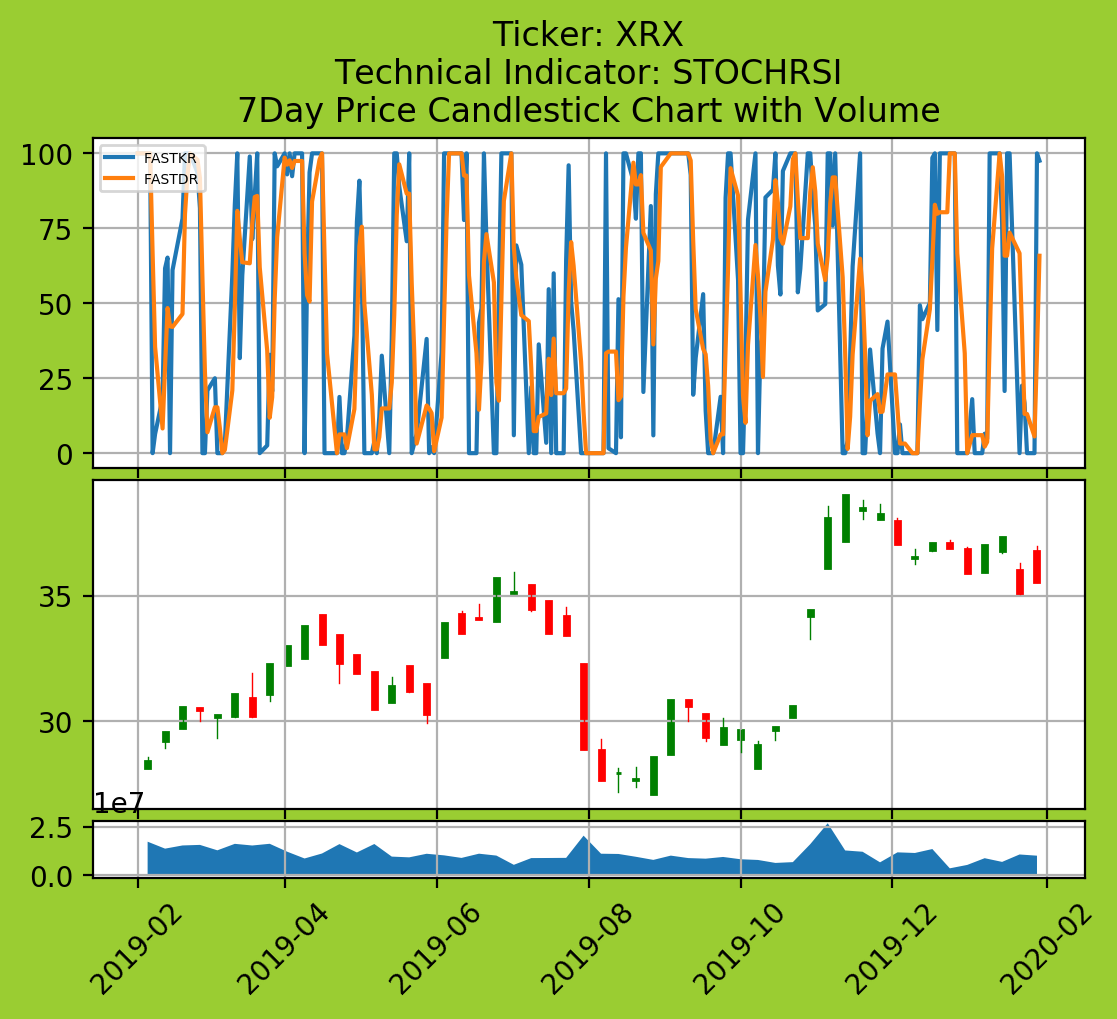 Ticker: XRX
Technical Indicator: STOCHRSI
7Day Price Candlestick Chart with Volume
100
75
50
25
0
FASTKR
FASTDR
35
30
1e7
2.5
0.0
2019-02
2019-04
2019-06
2019-08
2019-10
2019-12
2020-02